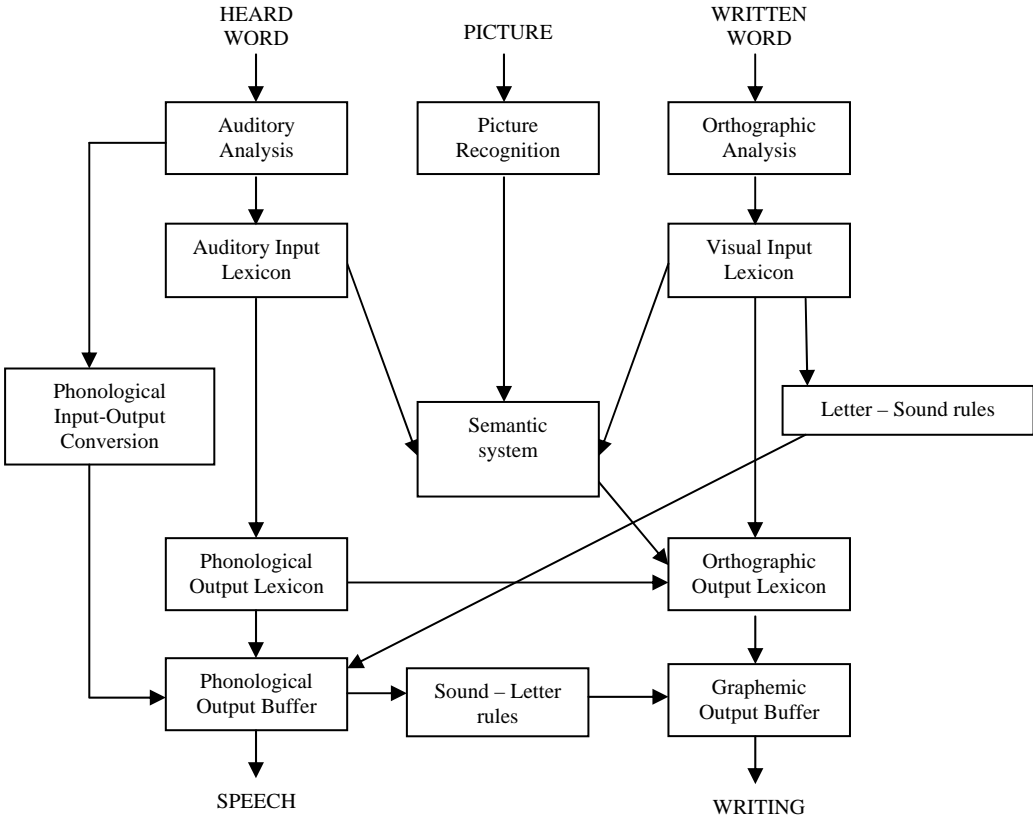 HEARD
WORD
PICTURE
WRITTEN
WORD
Auditory
Analysis
Picture
Recognition
Orthographic
Analysis
Auditory Input
Lexicon
Visual Input
Lexicon
Phonological
Input-Output
Conversion
Semantic
system
Letter – Sound rules
Phonological
Output Lexicon
Orthographic
Output Lexicon
Phonological
Output Buffer
Sound – Letter
rules
Graphemic
Output Buffer
SPEECH
WRITING